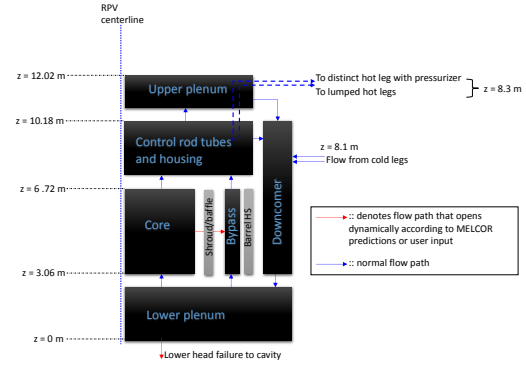 RPV
centerline
z = 12.02 m
Upper plenum
To distinct hot leg with pressurizer
To lumped hot legs
z = 8.3 m
z = 10.18 m
Control rod tubes
and housing
z = 8.1 m
Flow from cold legs
z = 6.72 m
Core
Shroud/baffle
Bypass
Barrel HS
Downcomer
:: denotes flow path that opens
dynamically according to MELCOR
predictions or user input
:: normal flow path
z = 3.06 m
Lower plenum
z = 0 m
Lower head failure to cavity